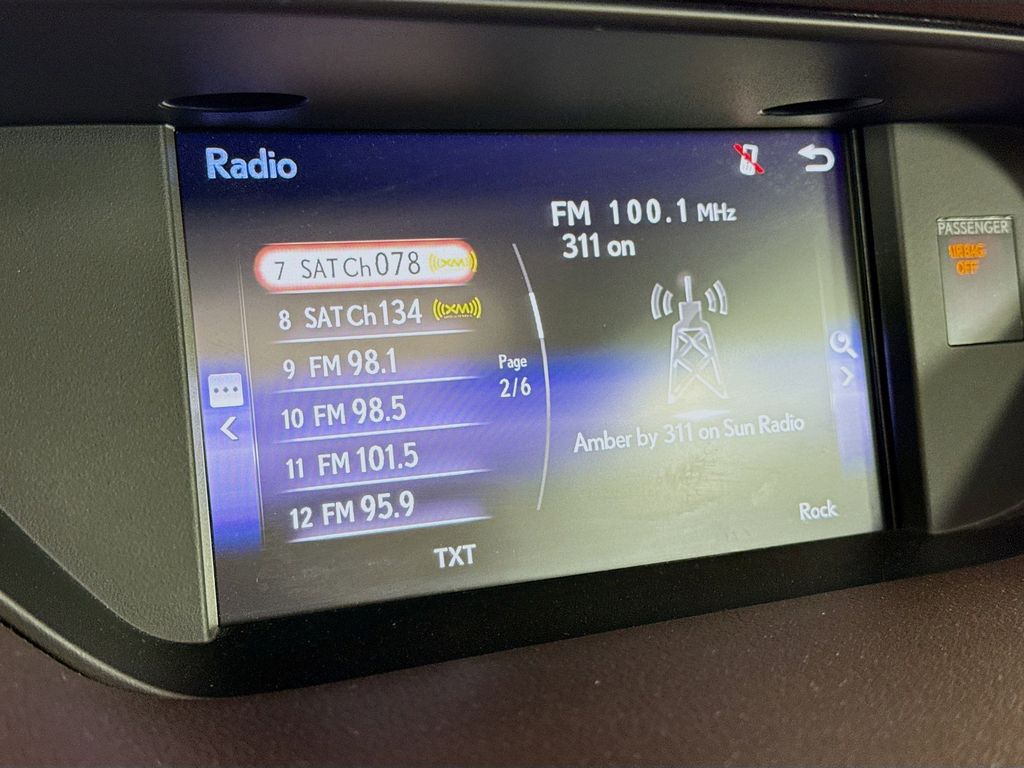 Radio
FM 100.1 MHz
311 on
7 SAT Ch 078 ((XM))
8 SAT Ch 134 ((XM))
9 FM 98.1
10 FM 98.5
11 FM 101.5
12 FM 95.9
Page
2/6
Amber by 311 on Sun Radio
Rock
TXT
PASSENGER
AIRBAG
OFF